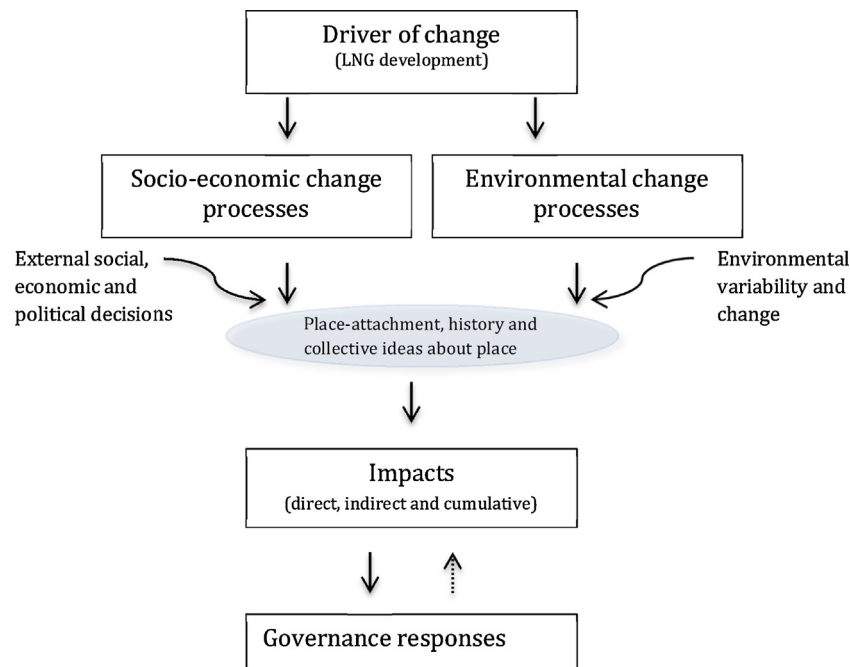 Driver of change
(LNG development)
Socio-economic change
processes
Environmental change
processes
External social,
economic and
political decisions
Environmental
variability and
change
Place-attachment, history and
collective ideas about place
Impacts
(direct, indirect and cumulative)
Governance responses